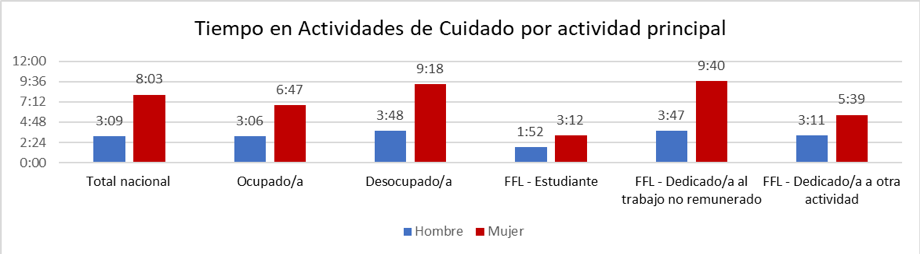 Tiempo en Actividades de Cuidado por actividad principal
12:00
9:36
7:12
4:48
2:24
0:00
3:09
8:03
3:06
6:47
3:48
9:18
1:52
3:12
3:47
9:40
3:11
5:39
Total nacional
Ocupado/a
Desocupado/a
FFL - Estudiante
FFL - Dedicado/a al
trabajo no remunerado
FFL - Dedicado/a a otra
actividad
Hombre
Mujer